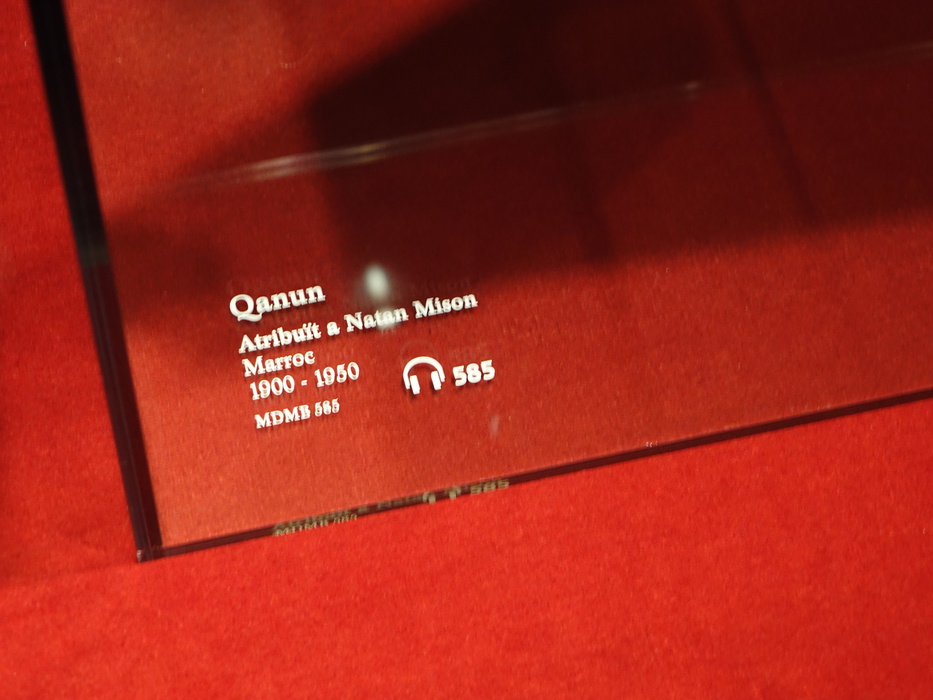 Qanun
Atribuït a Natan Mison
Marroc
1900 - 1950
585
MDMB 585